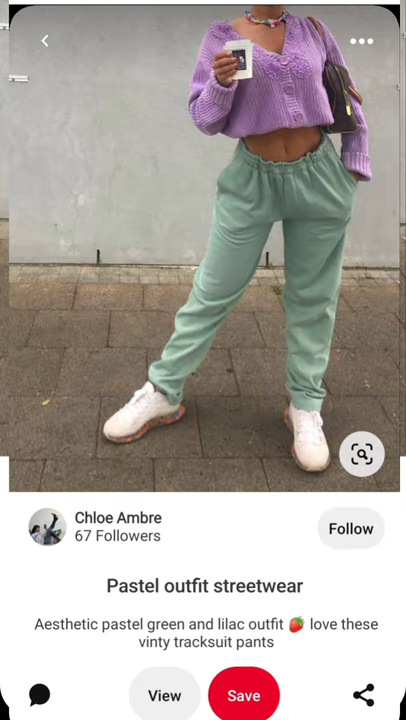 Chloe Ambre
67 Followers
Follow
Pastel outfit streetwear
Aesthetic pastel green and lilac outfit 🍓 love these
vinty tracksuit pants
View
Save